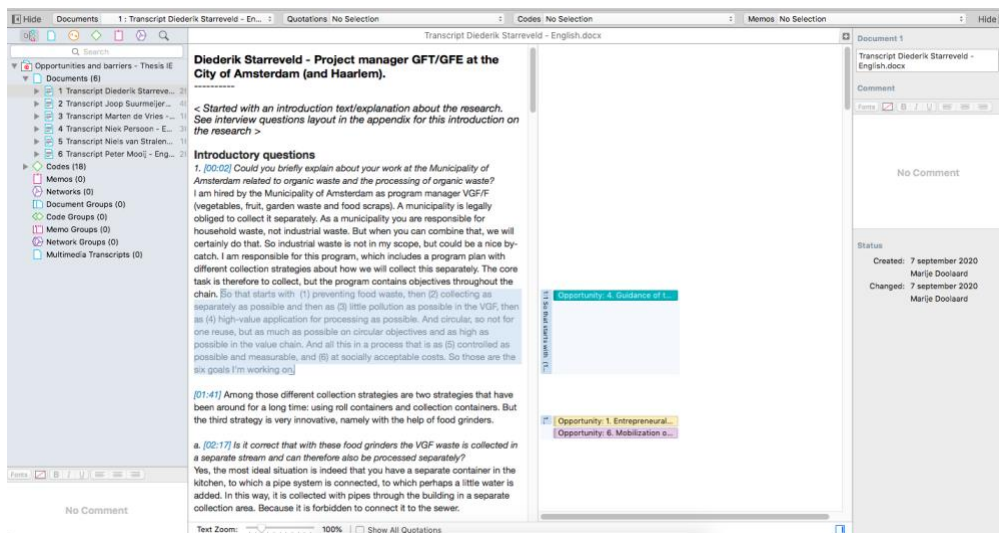 Hide Documents 1 : Transcript Diederik Starreveld - En... Quotations No Selection Codes No Selection Memos No Selection Hide
Transcript Diederik Starreveld - English.docx
Search
Opportunities and barriers - Thesis IE
Documents (6)
1 Transcript Diederik Starreve...
2 Transcript Joop Suurmeijer...
3 Transcript Marten de Vries -...
4 Transcript Niek Persoon - E...
5 Transcript Niels van Stralen...
6 Transcript Peter Mooij - Eng...
Codes (18)
Memos (0)
Networks (0)
Document Groups (0)
Code Groups (0)
Memo Groups (0)
Network Groups (0)
Multimedia Transcripts (0)
Fonts B I U
No Comment
Diederik Starreveld - Project manager GFT/GFE at the
City of Amsterdam (and Haarlem).
----------
< Started with an introduction text/explanation about the research.
See interview questions layout in the appendix for this introduction on
the research >
Introductory questions
1. [00:02] Could you briefly explain about your work at the Municipality of
Amsterdam related to organic waste and the processing of organic waste?
I am hired by the Municipality of Amsterdam as program manager VGF/F
(vegetables, fruit, garden waste and food scraps). A municipality is legally
obliged to collect it separately. As a municipality you are responsible for
household waste, not industrial waste. But when you can combine that, we will
certainly do that. So industrial waste is not in my scope, but could be a nice by-
catch. I am responsible for this program, which includes a program plan with
different collection strategies about how we will collect this separately. The core
task is therefore to collect, but the program contains objectives throughout the
chain. So that starts with (1) preventing food waste, then (2) collecting as
separately as possible and then as (3) little pollution as possible in the VGF, then
as (4) high-value application for processing as possible. And circular, so not for
one reuse, but as much as possible on circular objectives and as high as
possible in the value chain. And all this in a process that is as (5) controlled as
possible and measurable, and (6) at socially acceptable costs. So those are the
six goals I'm working on.
[01:41] Among those different collection strategies are two strategies that have
been around for a long time: using roll containers and collection containers. But
the third strategy is very innovative, namely with the help of food grinders.
a. [02:17] Is it correct that with these food grinders the VGF waste is collected in
a separate stream and can therefore also be processed separately?
Yes, the most ideal situation is indeed that you have a separate container in the
kitchen, to which a pipe system is connected, to which perhaps a little water is
added. In this way, it is collected with pipes through the building in a separate
collection area. Because it is forbidden to connect it to the sewer.
Text Zoom: 100% Show All Quotations
1:1 So that starts with (1...
Opportunity: 4. Guidance of t...
Opportunity: 1. Entrepreneural...
Opportunity: 6. Mobilization o...
Document 1
Transcript Diederik Starreveld -
English.docx
Comment
Fonts B I U
No Comment
Status
Created: 7 september 2020
Marije Doolaard
Changed: 7 september 2020
Marije Doolaard